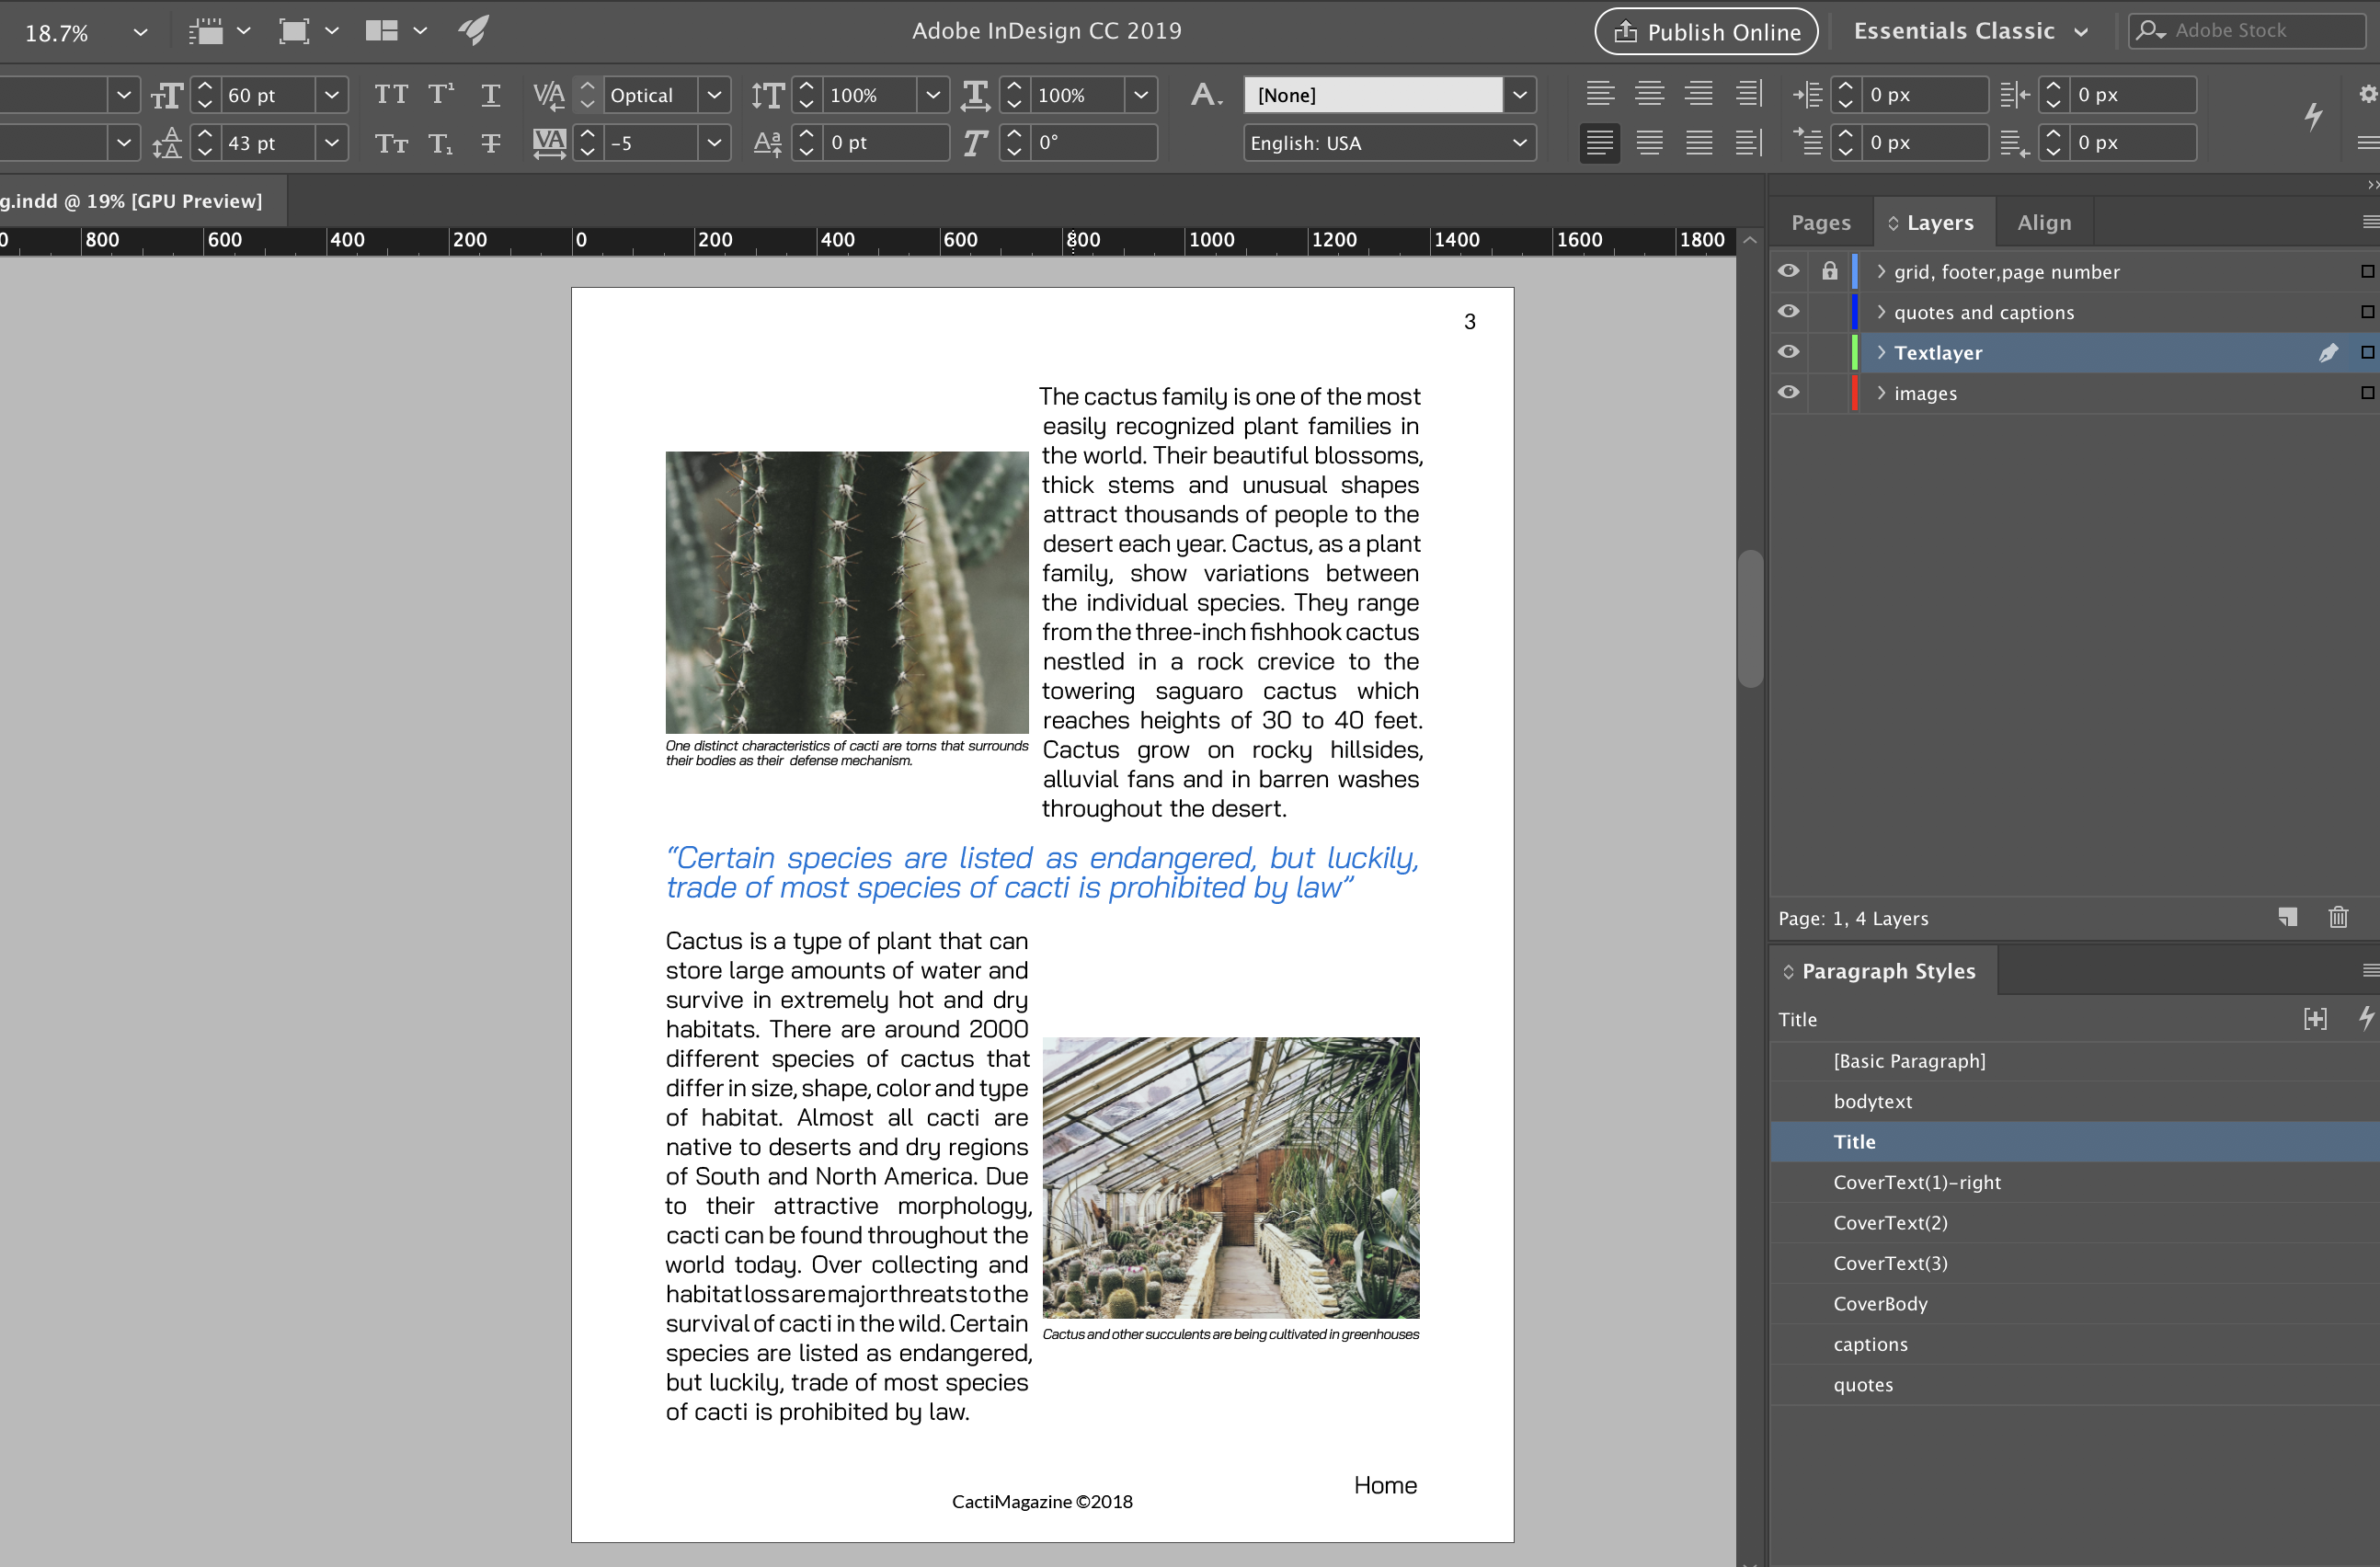 18.7%
Adobe InDesign CC 2019
Publish Online
Essentials Classic
Adobe Stock
60 pt
Optical
100%
100%
[None]
0 px
0 px
43 pt
-5
0 pt
0°
English: USA
0 px
0 px
g.indd @ 19% [GPU Preview]
0 800 600 400 200 0 200 400 600 800 1000 1200 1400 1600 1800
Pages
Layers
Align
grid, footer,page number
quotes and captions
Textlayer
images
Page: 1, 4 Layers
Paragraph Styles
Title
[Basic Paragraph]
bodytext
Title
CoverText(1)-right
CoverText(2)
CoverText(3)
CoverBody
captions
quotes
3
The cactus family is one of the most
easily recognized plant families in
the world. Their beautiful blossoms,
thick stems and unusual shapes
attract thousands of people to the
desert each year. Cactus, as a plant
family, show variations between
the individual species. They range
from the three-inch fishhook cactus
nestled in a rock crevice to the
towering saguaro cactus which
reaches heights of 30 to 40 feet.
Cactus grow on rocky hillsides,
alluvial fans and in barren washes
throughout the desert.
One distinct characteristics of cacti are torns that surrounds
their bodies as their defense mechanism.
“Certain species are listed as endangered, but luckily,
trade of most species of cacti is prohibited by law”
Cactus is a type of plant that can
store large amounts of water and
survive in extremely hot and dry
habitats. There are around 2000
different species of cactus that
differ in size, shape, color and type
of habitat. Almost all cacti are
native to deserts and dry regions
of South and North America. Due
to their attractive morphology,
cacti can be found throughout the
world today. Over collecting and
habitat loss are major threats to the
survival of cacti in the wild. Certain
species are listed as endangered,
but luckily, trade of most species
of cacti is prohibited by law.
Cactus and other succulents are being cultivated in greenhouses
Home
CactiMagazine ©2018